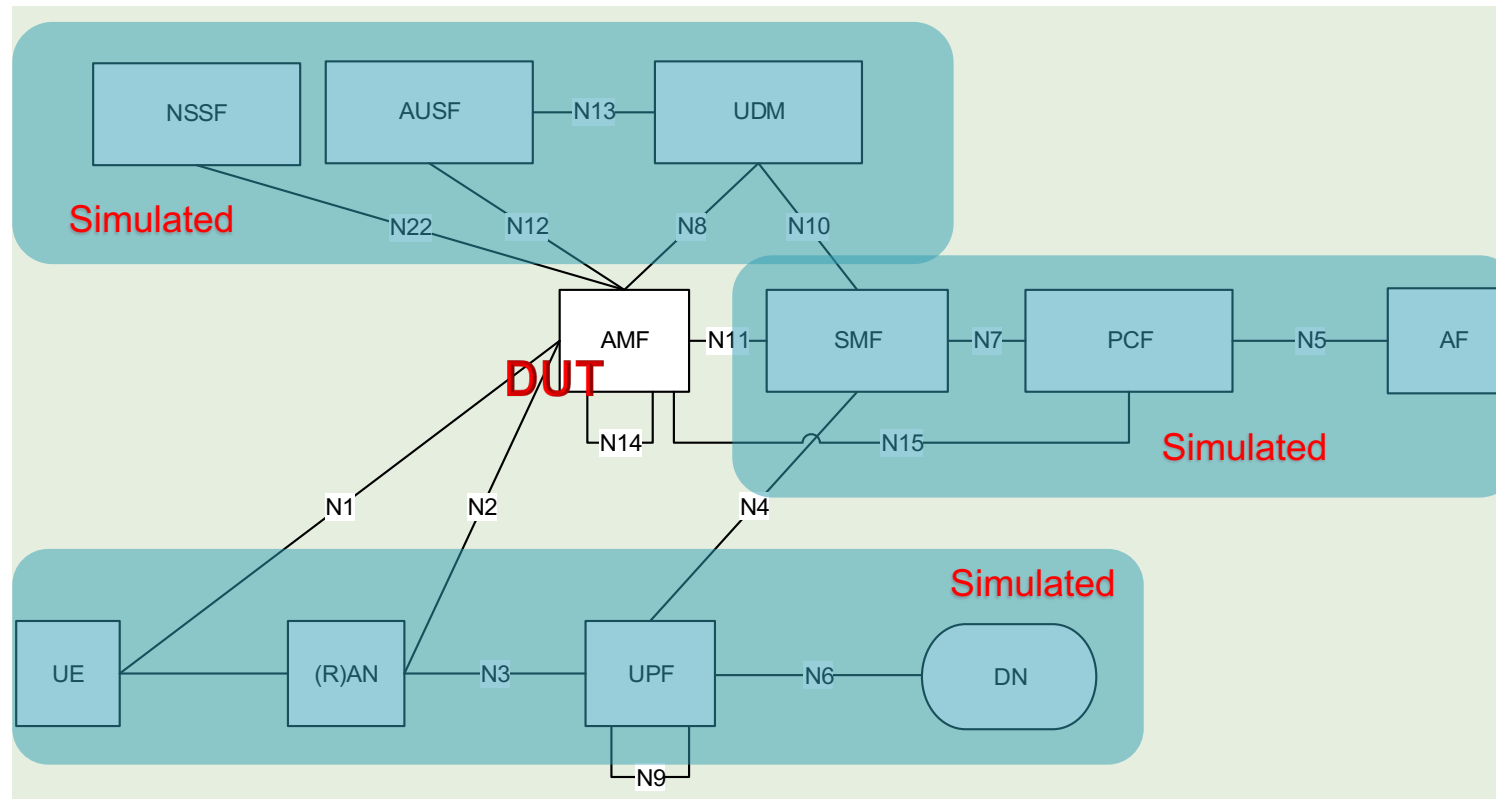 NSSF
AUSF
N13
UDM
Simulated
N22
N12
N8
N10
AMF
N11
SMF
N7
PCF
N5
AF
DUT
N14
N15
Simulated
N1
N2
N4
Simulated
UE
(R)AN
N3
UPF
N6
DN
N9